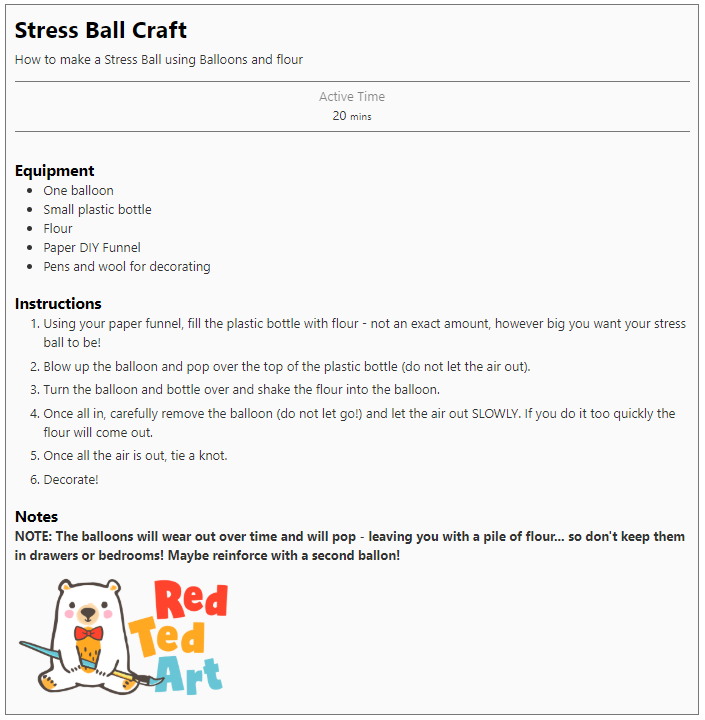 Stress Ball Craft
How to make a Stress Ball using Balloons and flour
Active Time
20 mins
Equipment
• One balloon
• Small plastic bottle
• Flour
• Paper DIY Funnel
• Pens and wool for decorating
Instructions
1. Using your paper funnel, fill the plastic bottle with flour - not an exact amount, however big you want your stress
ball to be!
2. Blow up the balloon and pop over the top of the plastic bottle (do not let the air out).
3. Turn the balloon and bottle over and shake the flour into the balloon.
4. Once all in, carefully remove the balloon (do not let go!) and let the air out SLOWLY. If you do it too quickly the
flour will come out.
5. Once all the air is out, tie a knot.
6. Decorate!
Notes
NOTE: The balloons will wear out over time and will pop - leaving you with a pile of flour... so don't keep them
in drawers or bedrooms! Maybe reinforce with a second ballon!
Red
Ted
Art